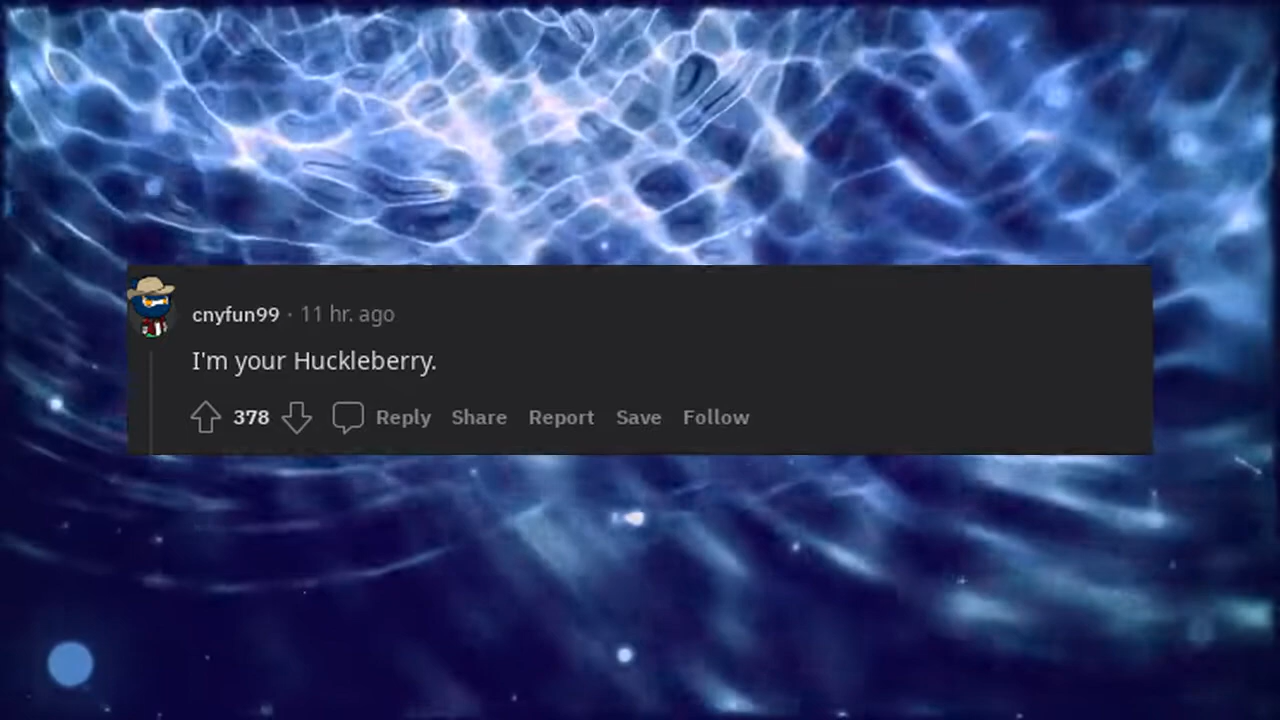 cnyfun99 · 11 hr. ago
I'm your Huckleberry.
378 Reply Share Report Save Follow